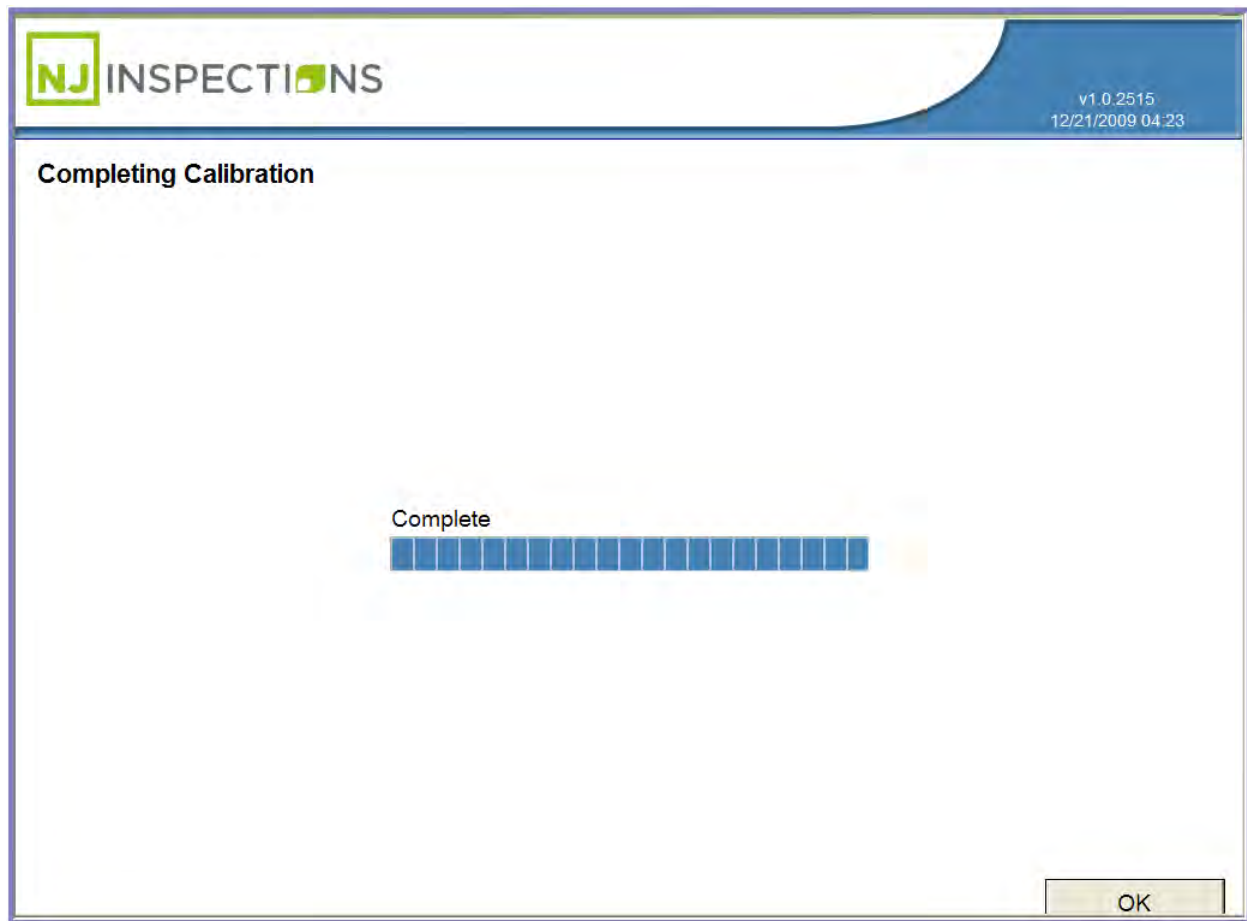 NJ INSPECTIONS
v1.0.2515
12/21/2009 04:23
Completing Calibration
Complete
OK